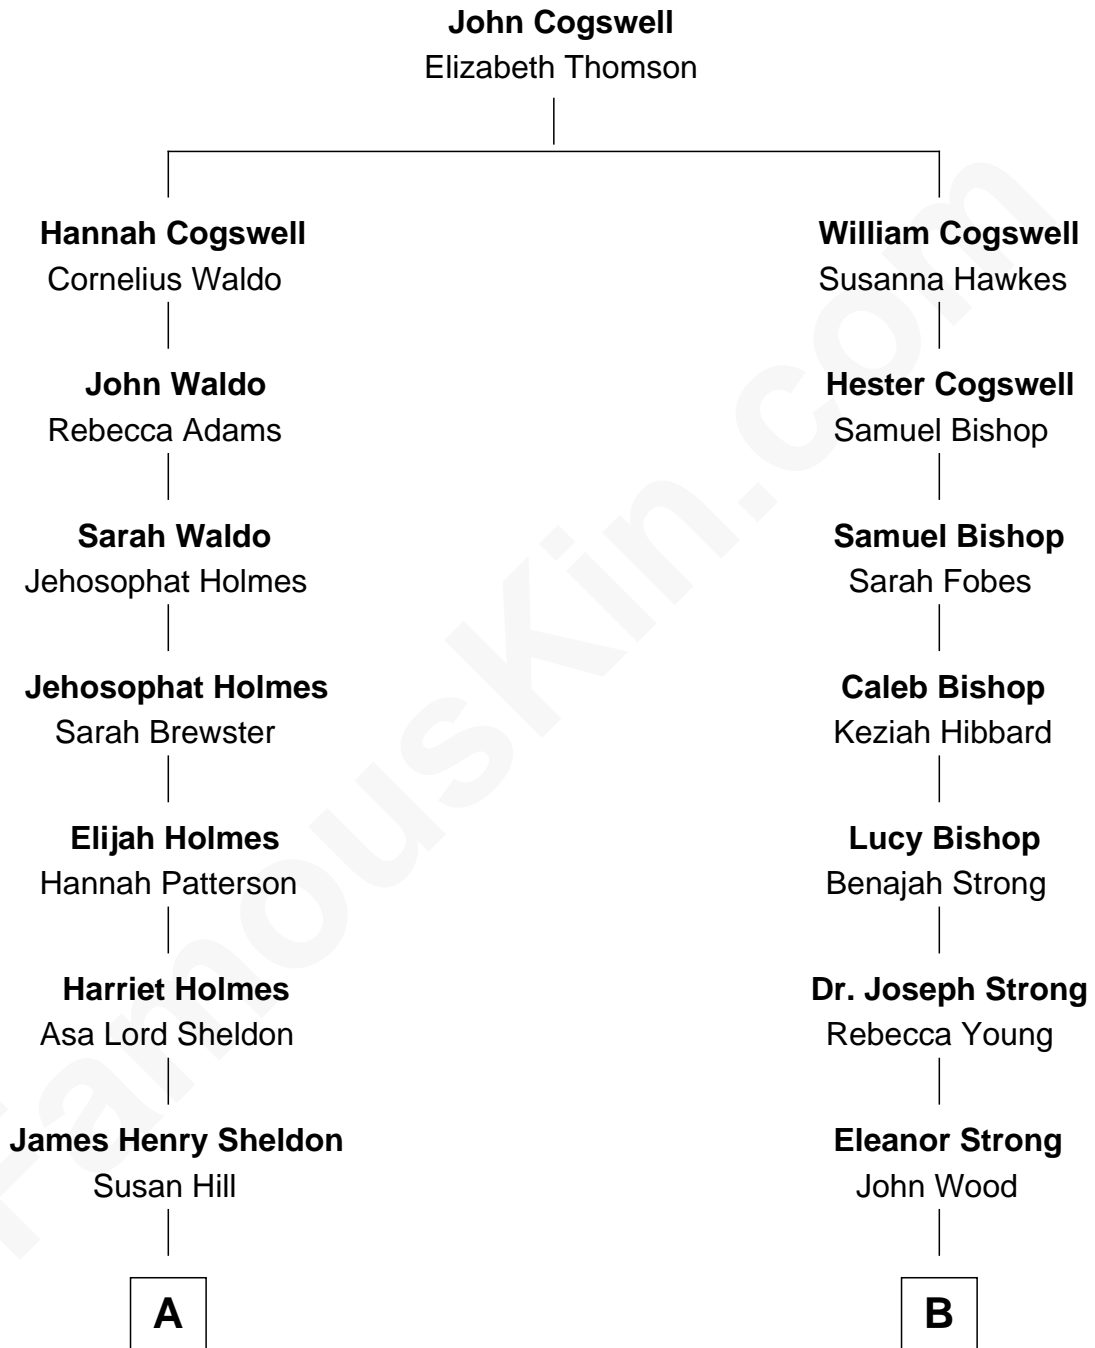 John Cogswell
Elizabeth Thomson
Hannah Cogswell
Cornelius Waldo
William Cogswell
Susanna Hawkes
John Waldo
Rebecca Adams
Hester Cogswell
Samuel Bishop
Sarah Waldo
Jehosophat Holmes
Samuel Bishop
Sarah Fobes
Jehosophat Holmes
Sarah Brewster
Caleb Bishop
Keziah Hibbard
Elijah Holmes
Hannah Patterson
Lucy Bishop
Benajah Strong
Harriet Holmes
Asa Lord Sheldon
Dr. Joseph Strong
Rebecca Young
James Henry Sheldon
Susan Hill
Eleanor Strong
John Wood
A
B
FamousKin.com